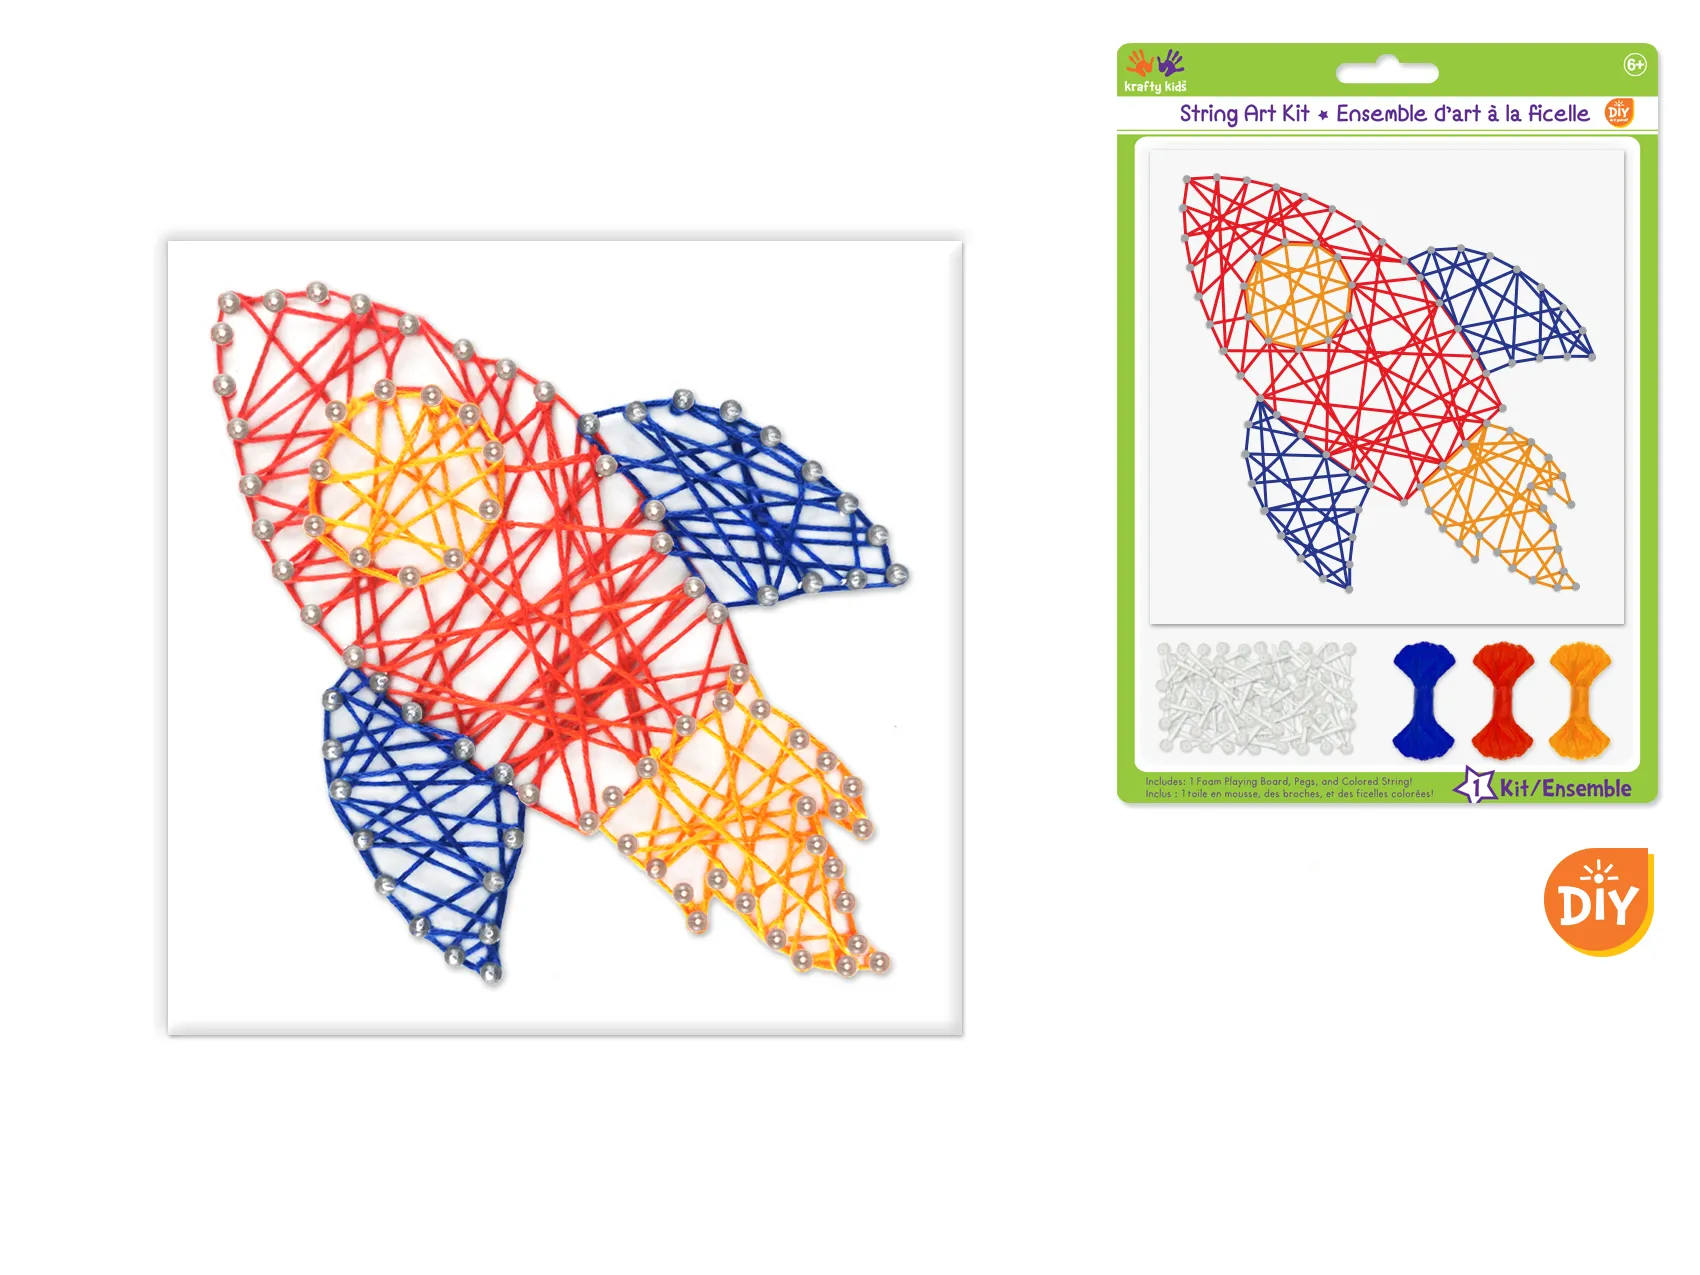 krafty kids
6+
String Art Kit ★ Ensemble d'art à la ficelle
DIY
Includes: 1 Foam Playing Board, Pegs, and Colored String!
Inclus : 1 toile en mousse, des broches, et des ficelles colorées!
1 Kit/Ensemble
DIY